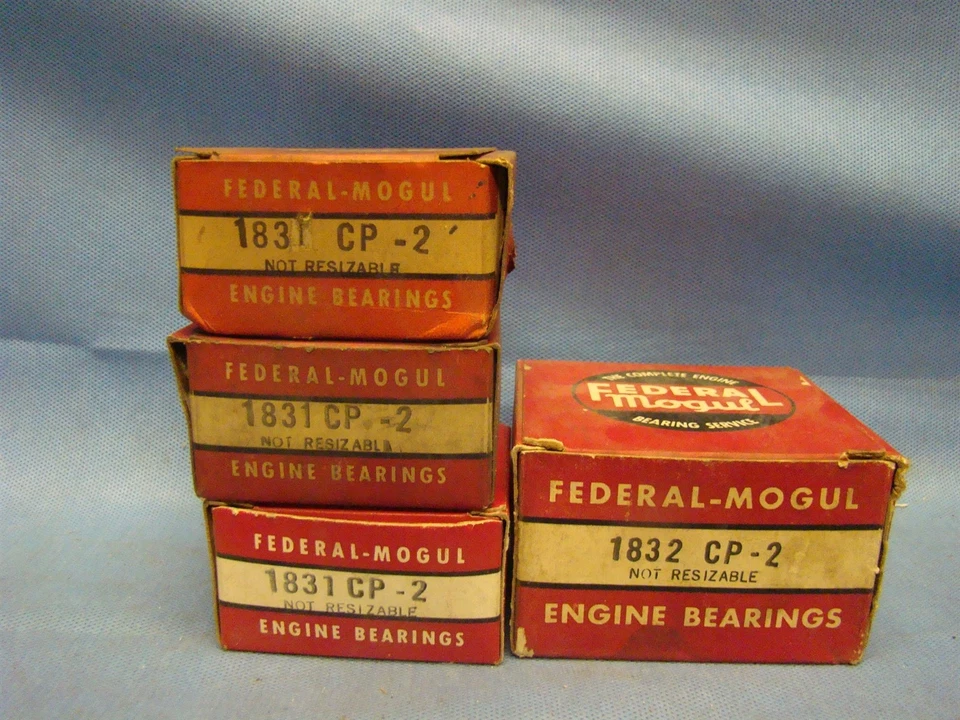 FEDERAL-MOGUL
1831 CP -2
NOT RESIZABLE
ENGINE BEARINGS
FEDERAL-MOGUL
1831 CP -2
NOT RESIZABLE
ENGINE BEARINGS
FEDERAL-MOGUL
1831 CP -2
NOT RESIZABLE
ENGINE BEARINGS
THE COMPLETE ENGINE
FEDERAL
Mogul
BEARING SERVICE
FEDERAL-MOGUL
1832 CP-2
NOT RESIZABLE
ENGINE BEARINGS